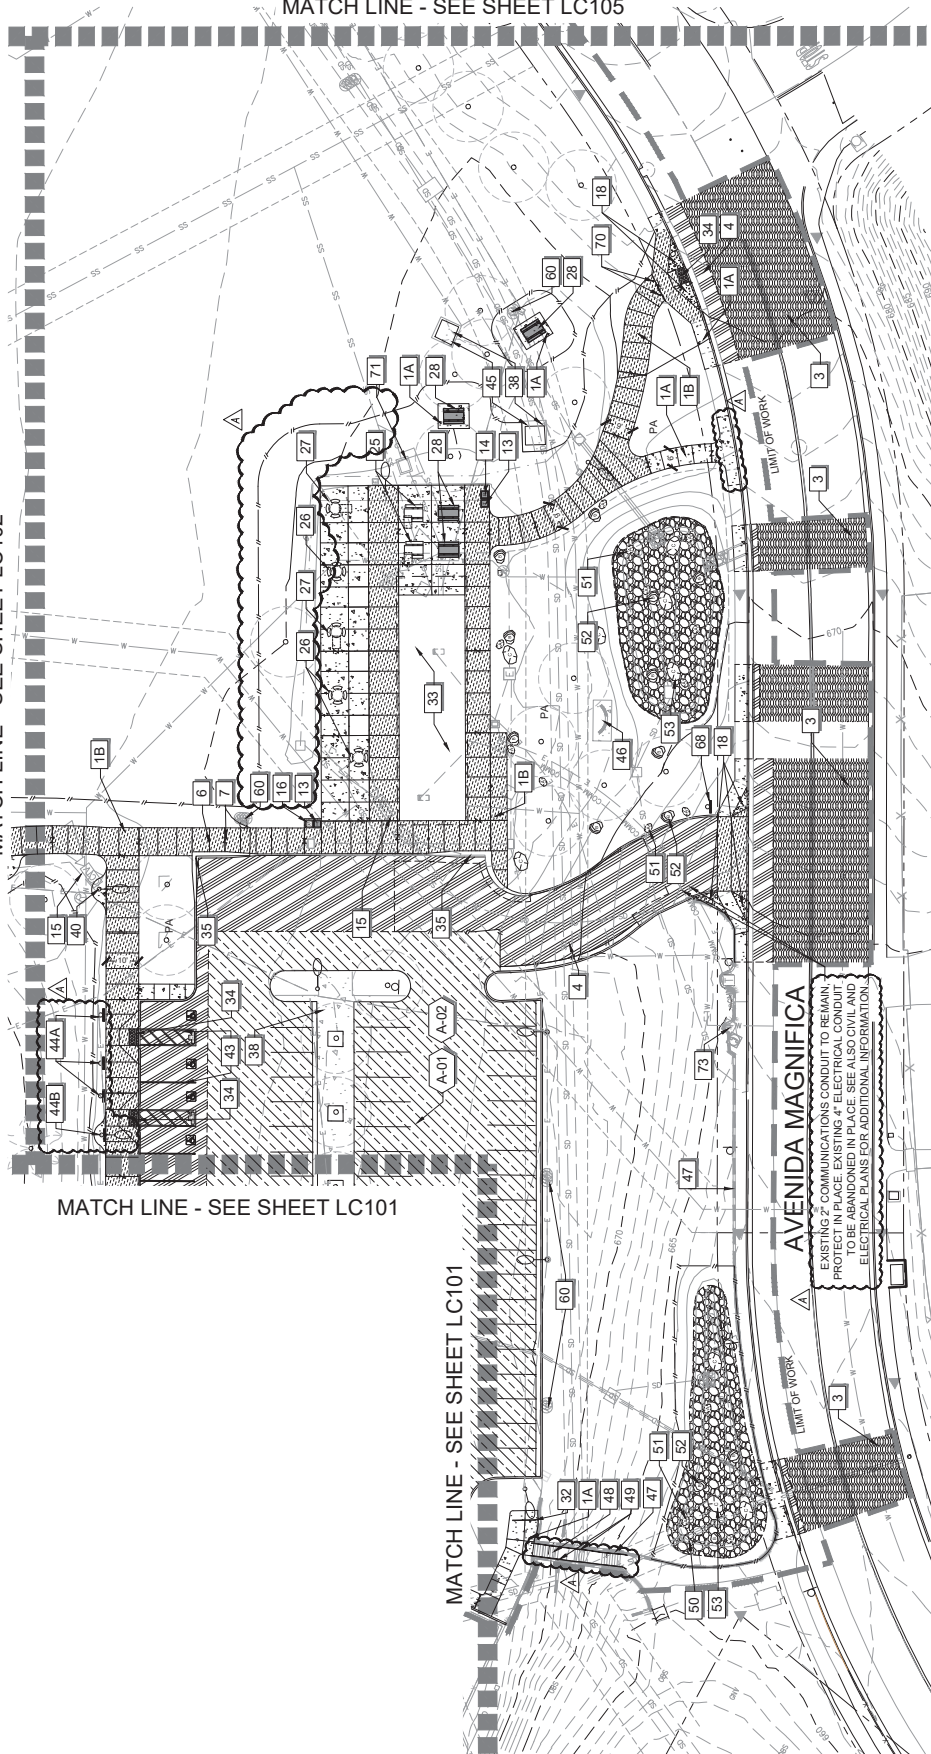 MATCH LINE - SEE SHEET LC105
18
70
34
4
1A
60
28
3
71
1A
28
45
38
1A
1A
1B
A
A
PA
LIMIT OF WORK
27
25
28
14
13
3
26
27
51
52
26
33
PA
670
46
53
68
18
3
1B
6
7
60
16
13
1B
51
52
15
40
PA
35
15
35
4
A
44A
34
A-02
43
38
A-01
44B
34
73
AVENIDA MAGNIFICA
EXISTING 2" COMMUNICATIONS CONDUIT TO REMAIN,
PROTECT IN PLACE. EXISTING 4" ELECTRICAL CONDUIT
TO BE ABANDONED IN PLACE. SEE ALSO CIVIL AND
ELECTRICAL PLANS FOR ADDITIONAL INFORMATION.
A
47
MATCH LINE - SEE SHEET LC101
670
665
60
MATCH LINE - SEE SHEET LC101
LIMIT OF WORK
3
51
52
32
1A
48
49
47
A
50
53
660